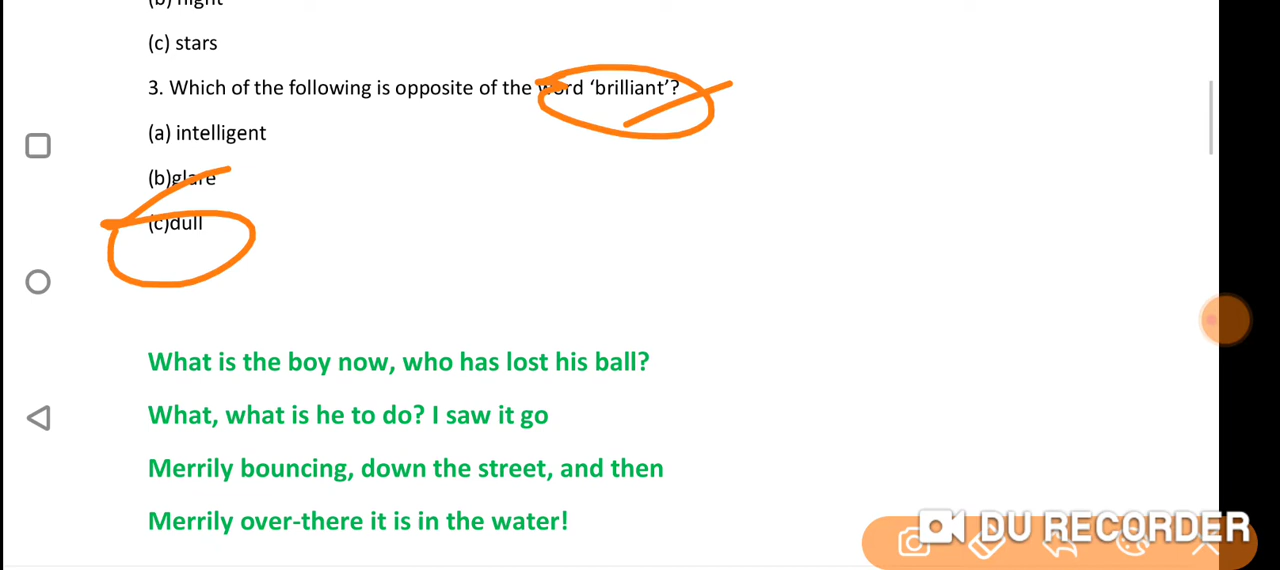 (b) night
(c) stars
3. Which of the following is opposite of the word ‘brilliant’?
(a) intelligent
(b)glare
(c)dull
What is the boy now, who has lost his ball?
What, what is he to do? I saw it go
Merrily bouncing, down the street, and then
Merrily over-there it is in the water!
DU RECORDER